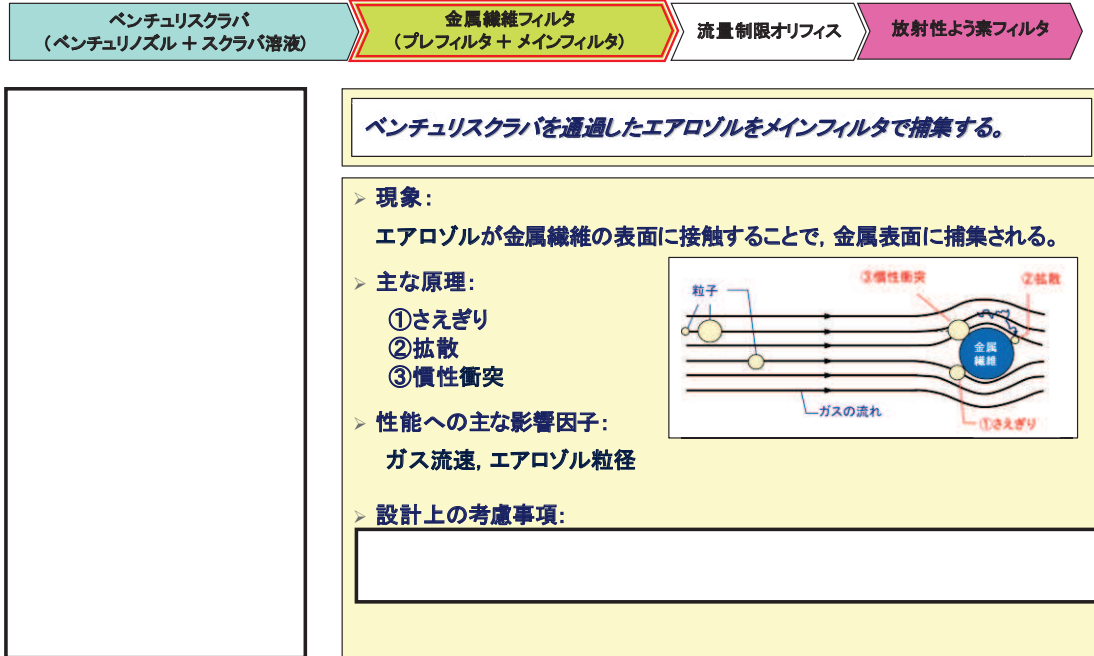 ベンチュリスクラバ
（ベンチュリノズル ＋ スクラバ溶液）
金属繊維フィルタ
（プレフィルタ ＋ メインフィルタ）
流量制限オリフィス
放射性よう素フィルタ
ベンチュリスクラバを通過したエアロゾルをメインフィルタで捕集する。
➢ 現象：
エアロゾルが金属繊維の表面に接触することで，金属表面に捕集される。
➢ 主な原理：
①さえぎり
②拡散
③慣性衝突
粒子
③慣性衝突
②拡散
金属
繊維
ガスの流れ
①さえぎり
➢ 性能への主な影響因子：
ガス流速，エアロゾル粒径
➢ 設計上の考慮事項：